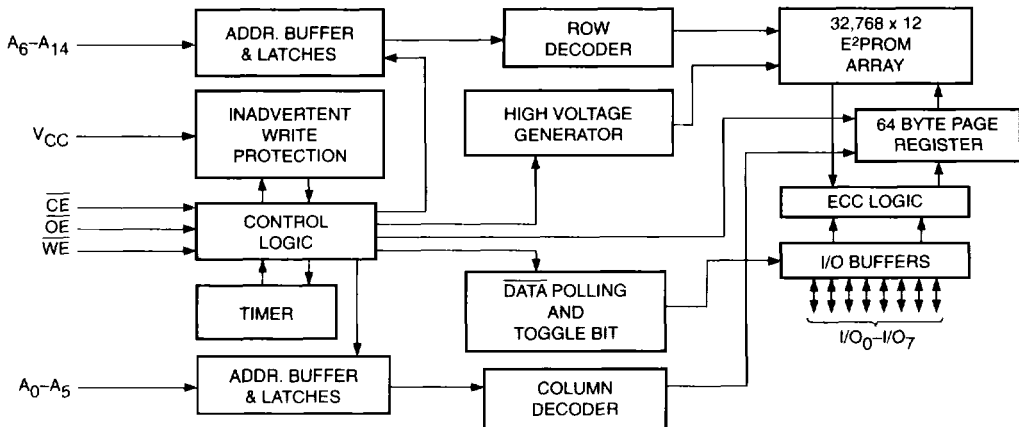 A6–A14
ADDR. BUFFER
& LATCHES
ROW
DECODER
32,768 x 12
E²PROM
ARRAY
VCC
INADVERTENT
WRITE
PROTECTION
HIGH VOLTAGE
GENERATOR
64 BYTE PAGE
REGISTER
CE
OE
WE
CONTROL
LOGIC
ECC LOGIC
I/O BUFFERS
TIMER
DATA POLLING
AND
TOGGLE BIT
I/O0–I/O7
A0–A5
ADDR. BUFFER
& LATCHES
COLUMN
DECODER